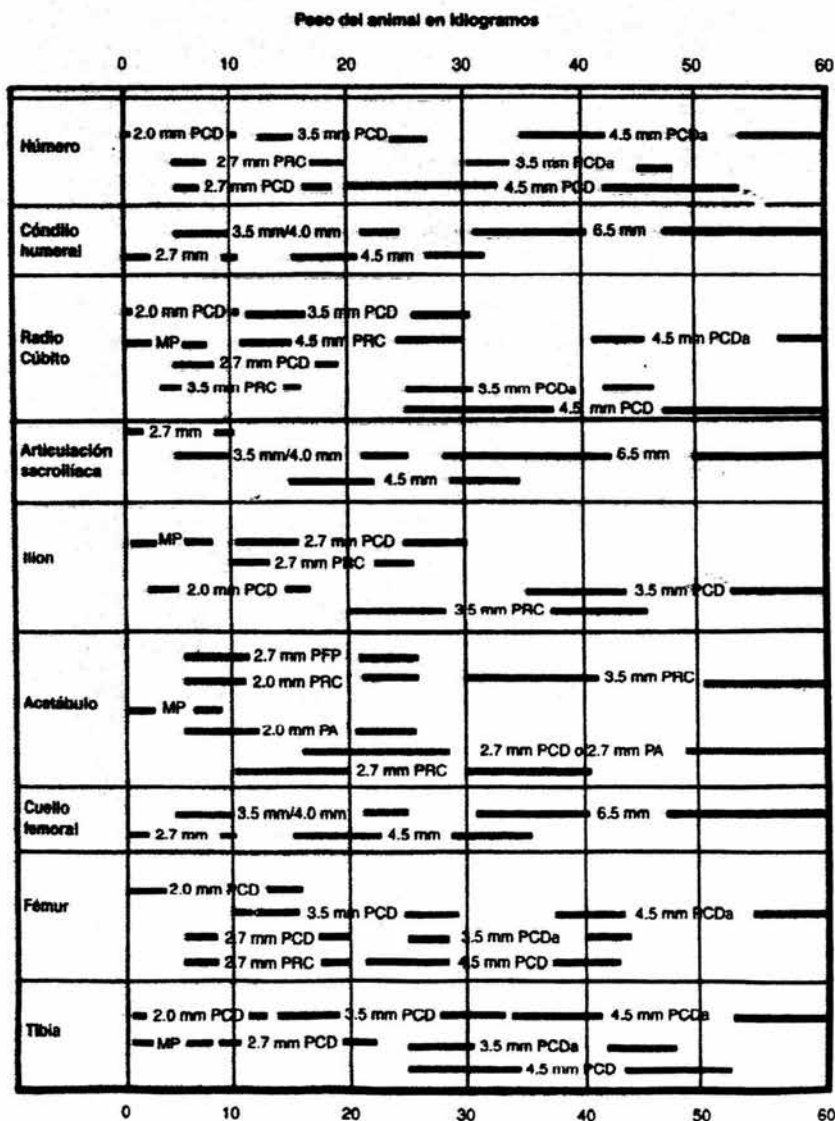 Peso del animal en kilogramos
0 10 20 30 40 50 60
Húmero
2.0 mm PCD 3.5 mm PCD 4.5 mm PCDa
2.7 mm PRC 3.5 mm PCDa
2.7 mm PCD 4.5 mm PCD
Cóndilo
humeral
3.5 mm/4.0 mm 6.5 mm
2.7 mm 4.5 mm
Radio
Cúbito
2.0 mm PCD 3.5 mm PCD
MP 4.5 mm PRC 4.5 mm PCDa
2.7 mm PCD
3.5 mm PRC 3.5 mm PCDa
4.5 mm PCD
Articulación
sacroilíaca
2.7 mm
3.5 mm/4.0 mm 6.5 mm
4.5 mm
Ilion
MP 2.7 mm PCD
2.7 mm PRC
2.0 mm PCD 3.5 mm PCD
3.5 mm PRC
Acetábulo
2.7 mm PFP
2.0 mm PRC 3.5 mm PRC
MP
2.0 mm PA
2.7 mm PCD o 2.7 mm PA
2.7 mm PRC
Cuello
femoral
3.5 mm/4.0 mm 6.5 mm
2.7 mm 4.5 mm
Fémur
2.0 mm PCD
3.5 mm PCD 4.5 mm PCDa
2.7 mm PCD 3.5 mm PCDa
2.7 mm PRC 4.5 mm PCD
Tibia
2.0 mm PCD 3.5 mm PCD 4.5 mm PCDa
MP 2.7 mm PCD 3.5 mm PCDa
4.5 mm PCD
0 10 20 30 40 50 60